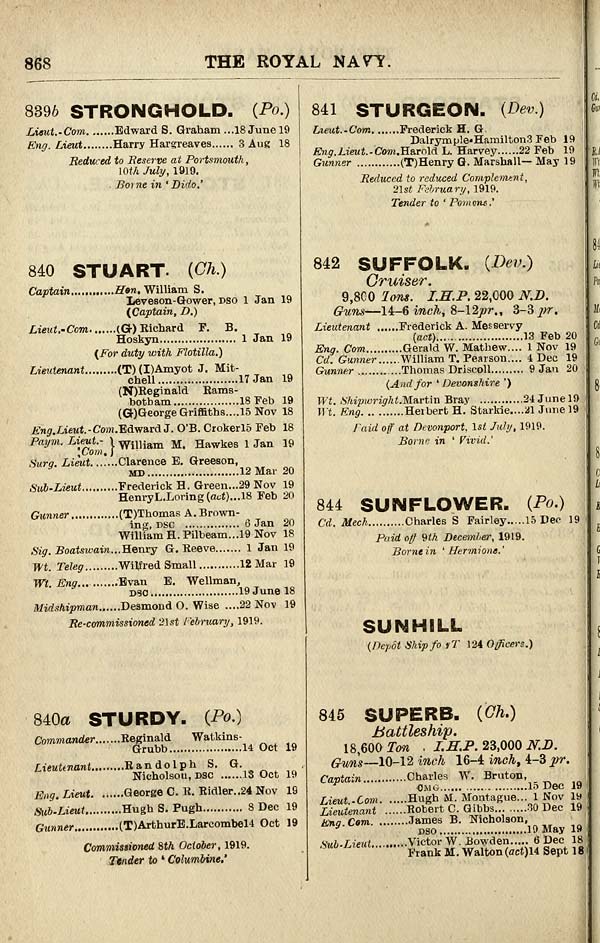 868 THE ROYAL NAVY.
839b STRONGHOLD. (Po.)
Lieut.-Com. ......Edward S. Graham ...18 June 19
Eng. Lieut.......Harry Hargreaves...... 3 Aug 18
Reduced to Reserve at Portsmouth,
10th July, 1919.
Borne in 'Dido.'
840 STUART. (Ch.)
Captain............Hon. William S.
Leveson-Gower, DSO 1 Jan 19
(Captain, D.)
Lieut.-Com. ......(G) Richard F. B.
Hoskyn...................... 1 Jan 19
(For duty with Flotilla.)
Lieutenant.........(T) (I)Amyot J. Mit-
chell.......................17 Jan 19
(N)Reginald Rams-
botham...................18 Feb 19
(G)George Griffiths....15 Nov 18
Eng.Lieut.-Com.Edward J. O'B. Croker15 Feb 18
Paym. Lieut.- } William M. Hawkes 1 Jan 19
Com. }
Surg. Lieut.......Clarence E. Greeson,
MD..........................12 Mar 20
Sub-Lieut..........Frederick H. Green...29 Nov 19
Henry L. Loring (act)...18 Feb 20
Gunner.............(T)Thomas A. Brown-
ing, DSC ............... 6 Jan 20
William H. Pilbeam...19 Nov 18
Sig. Boatswain...Henry G. Reeve....... 1 Jan 19
Wt. Teleg.........Wilfred Small ...........12 Mar 19
Wt. Eng...........Evan E. Wellman,
DSC.........................19 June 18
Midshipman......Desmond O. Wise ....22 Nov 19
Re-commissioned 21st February, 1919.
840a STURDY. (Po.)
Commander.......Reginald Watkins-
Grubb....................14 Oct 19
Lieutenant.........Randolph S. G.
Nicholson, DSC ......13 Oct 19
Eng. Lieut. ......George C. R. Ridler..24 Nov 19
Sub-Lieut..........Hugh S. Pugh........... 8 Dec 19
Gunner............(T)Arthur E. Larcombe14 Oct 19
Commissioned 8th October, 1919.
Tender to 'Columbine.'
841 STURGEON. (Dev.)
Lieut.-Com.......Frederick H. G.
Dalrymple-Hamilton3 Feb 19
Eng.Lieut.-Com.Harold L. Harvey......22 Feb 19
Gunner ............(T)Henry G. Marshall— May 19
Reduced to reduced Complement,
21st February, 1919.
Tender to 'Pomone.'
842 SUFFOLK. (Dev.)
Cruiser.
9,800 Tons. I.H.P. 22,000 N.D.
Guns—14-6 inch, 8-12pr., 3-3 pr.
Lieutenant ......Frederick A. Messervy
(act)........................13 Feb 20
Eng. Com..........Gerald W. Mathew.... 1 Nov 19
Cd. Gunner......William T. Pearson.... 4 Dec 19
Gunner ............Thomas Driscoll......... 9 Jan 20
(And for 'Devonshire')
Wt. Shipwright.Martin Bray ............24 June 19
Wt. Eng. .........Herbert H. Starkie....21 June 19
Paid off at Devonport, 1st July, 1919.
Borne in 'Vivid.'
844 SUNFLOWER. (Po.)
Cd. Mech..........Charles S Fairley.....15 Dec 19
Paid off 9th December, 1919.
Borne in 'Hermione.'
SUNHILL
(Depôt Ship fo r T 124 Officers.)
845 SUPERB. (Ch.)
Battleship.
18,600 Ton . I.H.P. 23,000 N.D.
Guns—10-12 inch 16-4 inch, 4-3 pr.
Captain ............Charles W. Bruton,
CMG.........................15 Dec 19
Lieut.-Com. .....Hugh M. Montague... 1 Nov 19
Lieutenant ......Robert C. Gibbs........30 Dec 19
Eng. Com.........James B. Nicholson,
DSO.........................19 May 19
Sub-Lieut..........Victor W. Bowden..... 6 Dec 18
Frank M. Walton (act)14 Sept 18